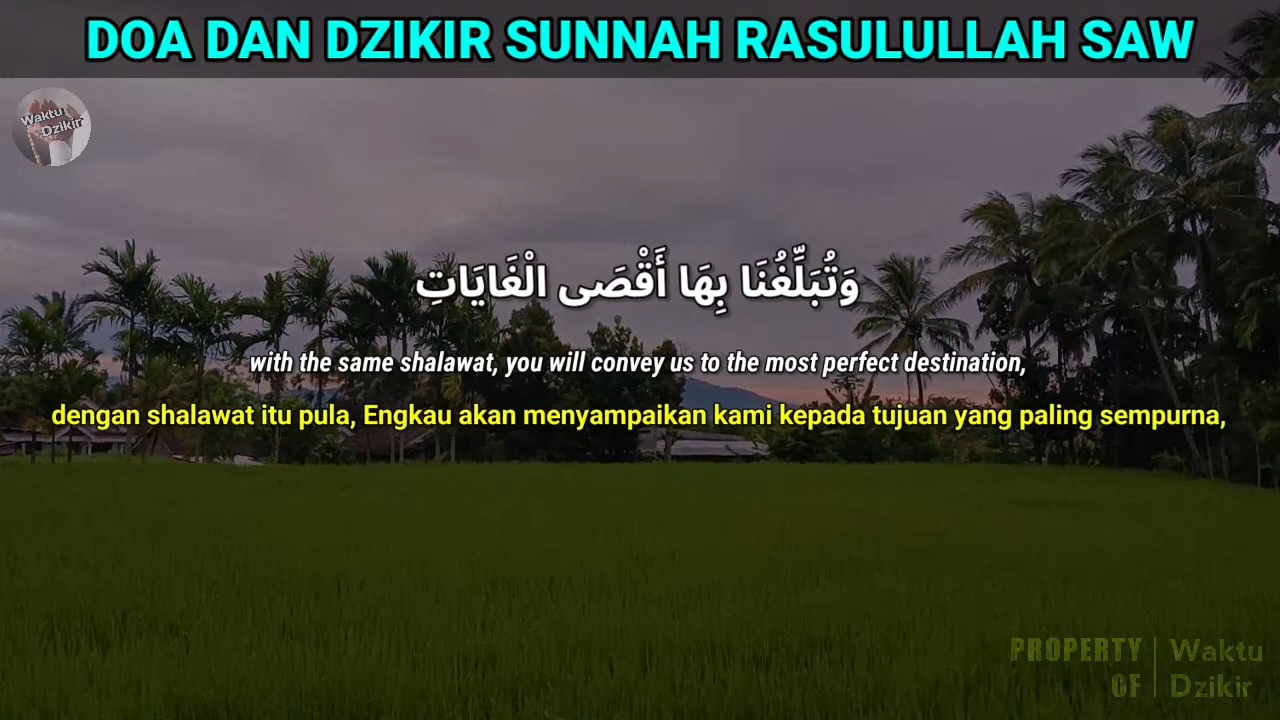 DOA DAN DZIKIR SUNNAH RASULULLAH SAW
Waktu
Dzikir
وَتُبَلِّغُنَا بِهَا أَقْصَى الْغَايَاتِ
with the same shalawat, you will convey us to the most perfect destination,
dengan shalawat itu pula, Engkau akan menyampaikan kami kepada tujuan yang paling sempurna,
PROPERTY OF
Waktu Dzikir